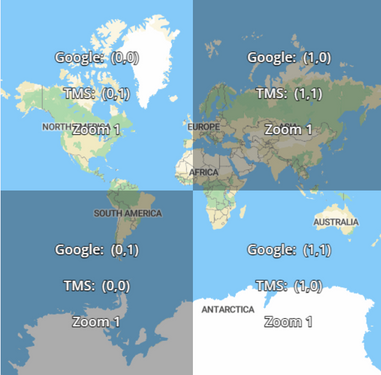 Google: (0,0)
TMS: (0,1)
NORTH AMERICA
Zoom 1
Google: (1,0)
TMS: (1,1)
EUROPE
ASIA
Zoom 1
AFRICA
SOUTH AMERICA
Google: (0,1)
TMS: (0,0)
Zoom 1
AUSTRALIA
Google: (1,1)
TMS: (1,0)
ANTARCTICA
Zoom 1